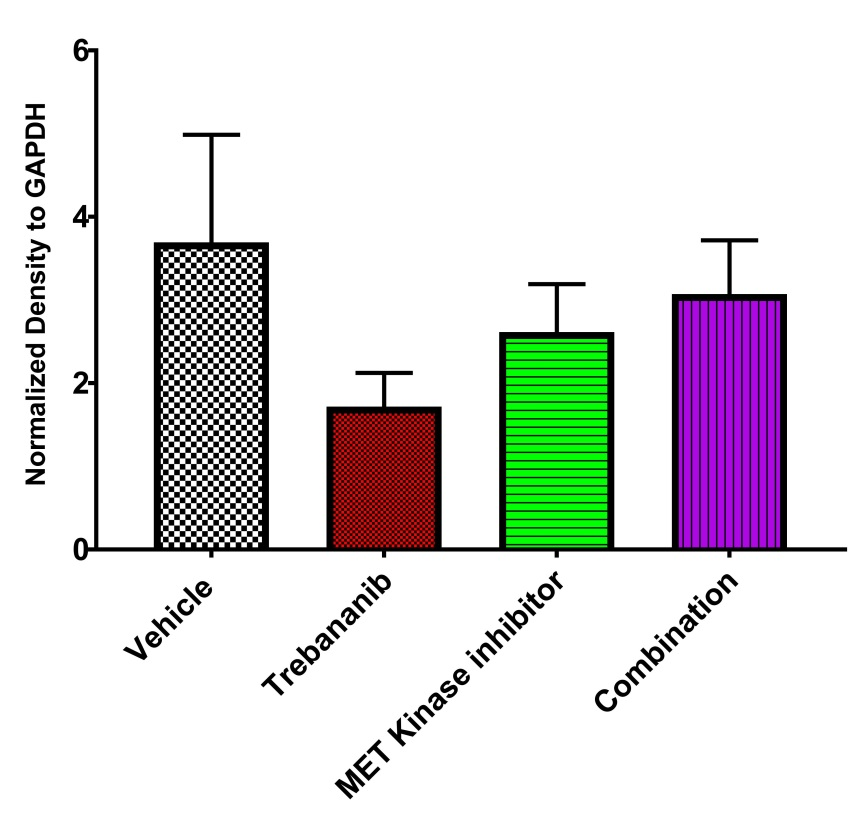 Normalized Density to GAPDH
6
4
2
0
Vehicle
Trebananib
MET Kinase inhibitor
Combination